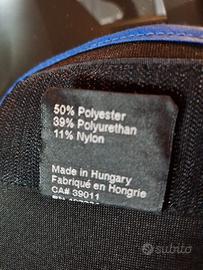 50% Polyester
39% Polyurethan
11% Nylon
Made in Hungary
Fabriqué en Hongrie
CA# 39011
subito